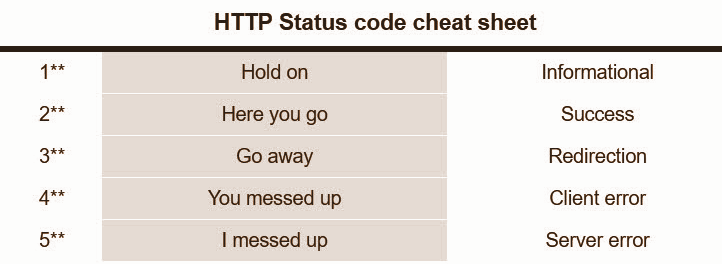 HTTP Status code cheat sheet
1** Hold on Informational
2** Here you go Success
3** Go away Redirection
4** You messed up Client error
5** I messed up Server error